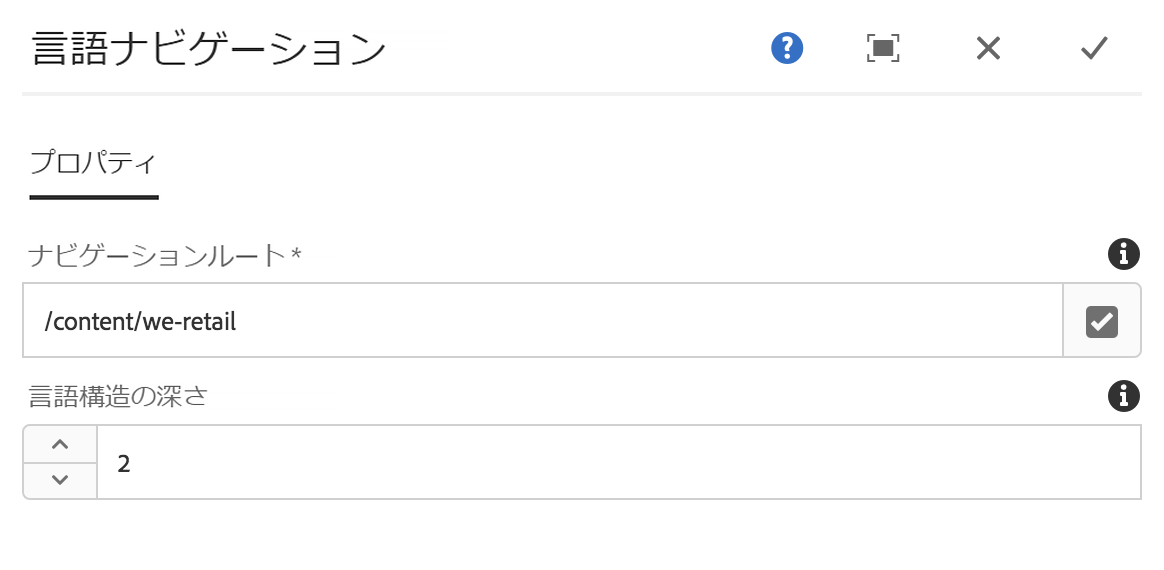 言語ナビゲーション
プロパティ
ナビゲーションルート *
/content/we-retail
言語構造の深さ
2